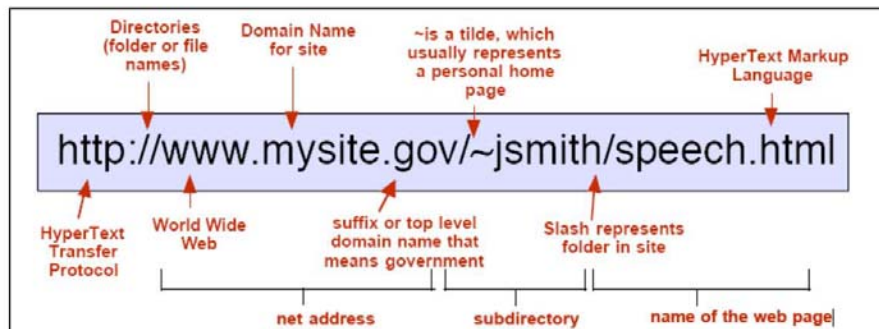 Directories
(folder or file
names)
Domain Name
for site
~is a tilde, which
usually represents
a personal home
page
HyperText Markup
Language
http://www.mysite.gov/~jsmith/speech.html
HyperText
Transfer
Protocol
World Wide
Web
suffix or top level
domain name that
means government
Slash represents
folder in site
net address
subdirectory
name of the web page